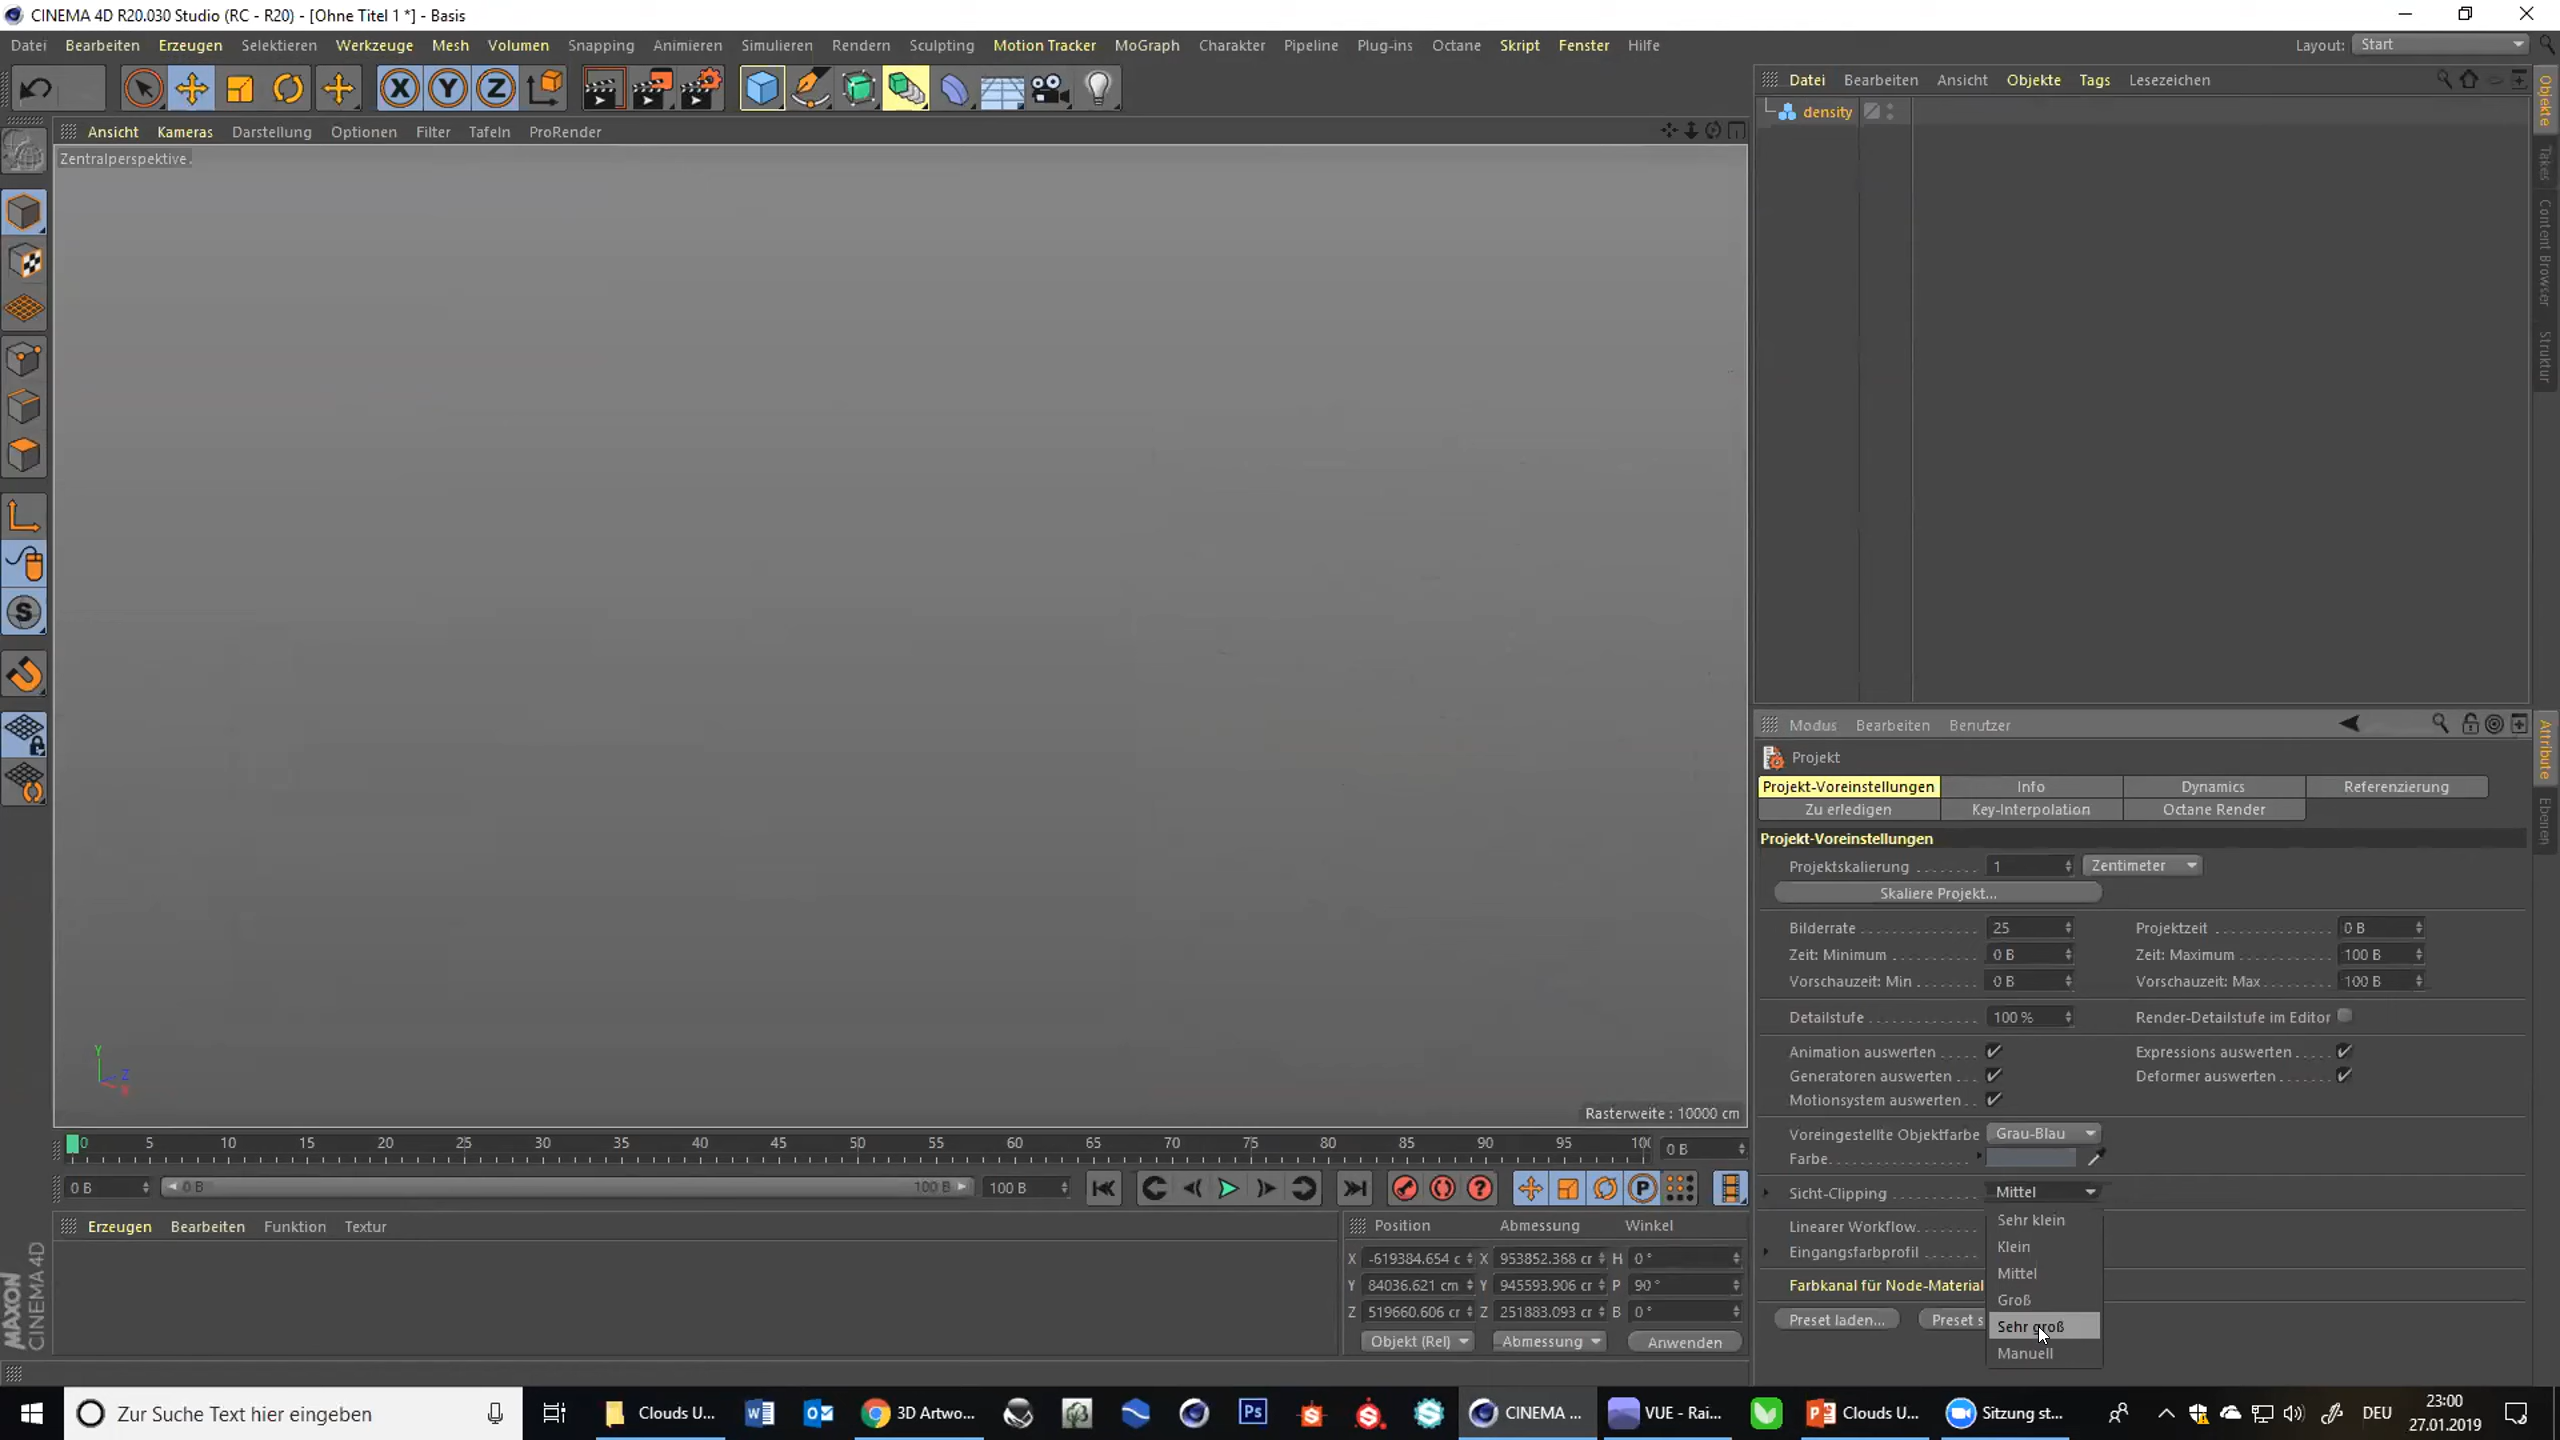 CINEMA 4D R20.030 Studio (RC - R20) - [Ohne Titel 1 *] - Basis
Datei Bearbeiten Erzeugen Selektieren Werkzeuge Mesh Volumen Snapping Animieren Simulieren Rendern Sculpting Motion Tracker MoGraph Charakter Pipeline Plug-ins Octane Skript Fenster Hilfe Layout: Start
X Y Z
Datei Bearbeiten Ansicht Objekte Tags Lesezeichen
density
Objekte
Takes
Content Browser
Struktur
Ansicht Kameras Darstellung Optionen Filter Tafeln ProRender
Zentralperspektive
Y
Z
X
Rasterweite : 10000 cm
S
Modus Bearbeiten Benutzer
Attribute
Ebenen
Projekt
Projekt-Voreinstellungen Info Dynamics Referenzierung
Zu erledigen Key-Interpolation Octane Render
Projekt-Voreinstellungen
Projektskalierung 1 Zentimeter
Skaliere Projekt...
Bilderrate 25 Projektzeit 0 B
Zeit: Minimum 0 B Zeit: Maximum 100 B
Vorschauzeit: Min 0 B Vorschauzeit: Max 100 B
Detailstufe 100 % Render-Detailstufe im Editor
Animation auswerten Expressions auswerten
Generatoren auswerten Deformer auswerten
Motionsystem auswerten
Voreingestellte Objektfarbe Grau-Blau
Farbe
Sicht-Clipping Mittel
Sehr klein
Klein
Mittel
Groß
Sehr groß
Manuell
Linearer Workflow
Eingangsfarbprofil
Farbkanal für Node-Material
Preset laden... Preset s
0 5 10 15 20 25 30 35 40 45 50 55 60 65 70 75 80 85 90 95 100 0 B
0 B 0 B 100 B 100 B
P
Erzeugen Bearbeiten Funktion Textur
Position Abmessung Winkel
X -619384.654 c X 953852.368 cr H 0 °
Y 84036.621 cm Y 945593.906 cr P 90 °
Z 519660.606 cr Z 251883.093 cr B 0 °
Objekt (Rel) Abmessung Anwenden
MAXON
CINEMA 4D
Zur Suche Text hier eingeben Clouds U... 3D Artwo... Ps CINEMA ... VUE - Rai... Clouds U... Sitzung st... DEU 23:00
27.01.2019